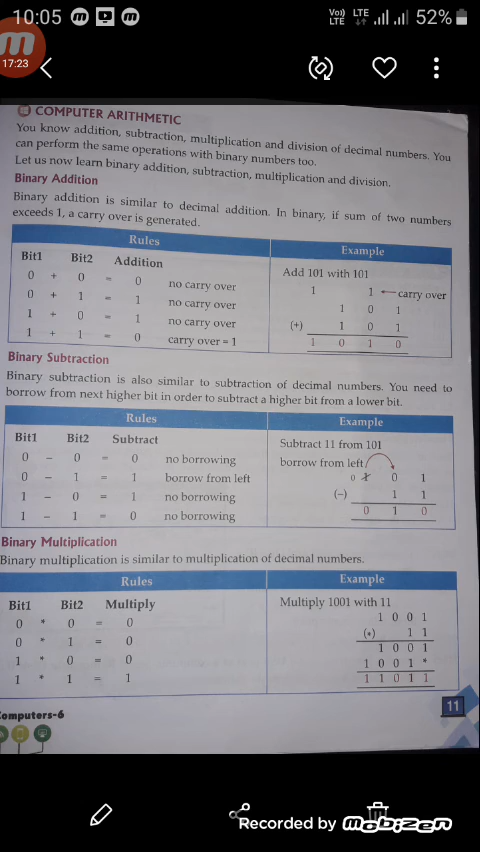 10:05
Vo)) LTE
LTE
52%
17:23
COMPUTER ARITHMETIC
You know addition, subtraction, multiplication and division of decimal numbers. You
can perform the same operations with binary numbers too.
Let us now learn binary addition, subtraction, multiplication and division.
Binary Addition
Binary addition is similar to decimal addition. In binary, if sum of two numbers
exceeds 1, a carry over is generated.
Rules
Bit1 Bit2 Addition
0 + 0 = 0 no carry over
0 + 1 = 1 no carry over
1 + 0 = 1 no carry over
1 + 1 = 0 carry over = 1
Example
Add 101 with 101
1 1 ← carry over
1 0 1
(+) 1 0 1
1 0 1 0
Binary Subtraction
Binary subtraction is also similar to subtraction of decimal numbers. You need to
borrow from next higher bit in order to subtract a higher bit from a lower bit.
Rules
Bit1 Bit2 Subtract
0 − 0 = 0 no borrowing
0 − 1 = 1 borrow from left
1 − 0 = 1 no borrowing
1 − 1 = 0 no borrowing
Example
Subtract 11 from 101
borrow from left
0 1 0 1
(−) 1 1
0 1 0
Binary Multiplication
Binary multiplication is similar to multiplication of decimal numbers.
Rules
Bit1 Bit2 Multiply
0 * 0 = 0
0 * 1 = 0
1 * 0 = 0
1 * 1 = 1
Example
Multiply 1001 with 11
1 0 0 1
(*) 1 1
1 0 0 1
1 0 0 1 *
1 1 0 1 1
omputers-6
11
Recorded by mobizen